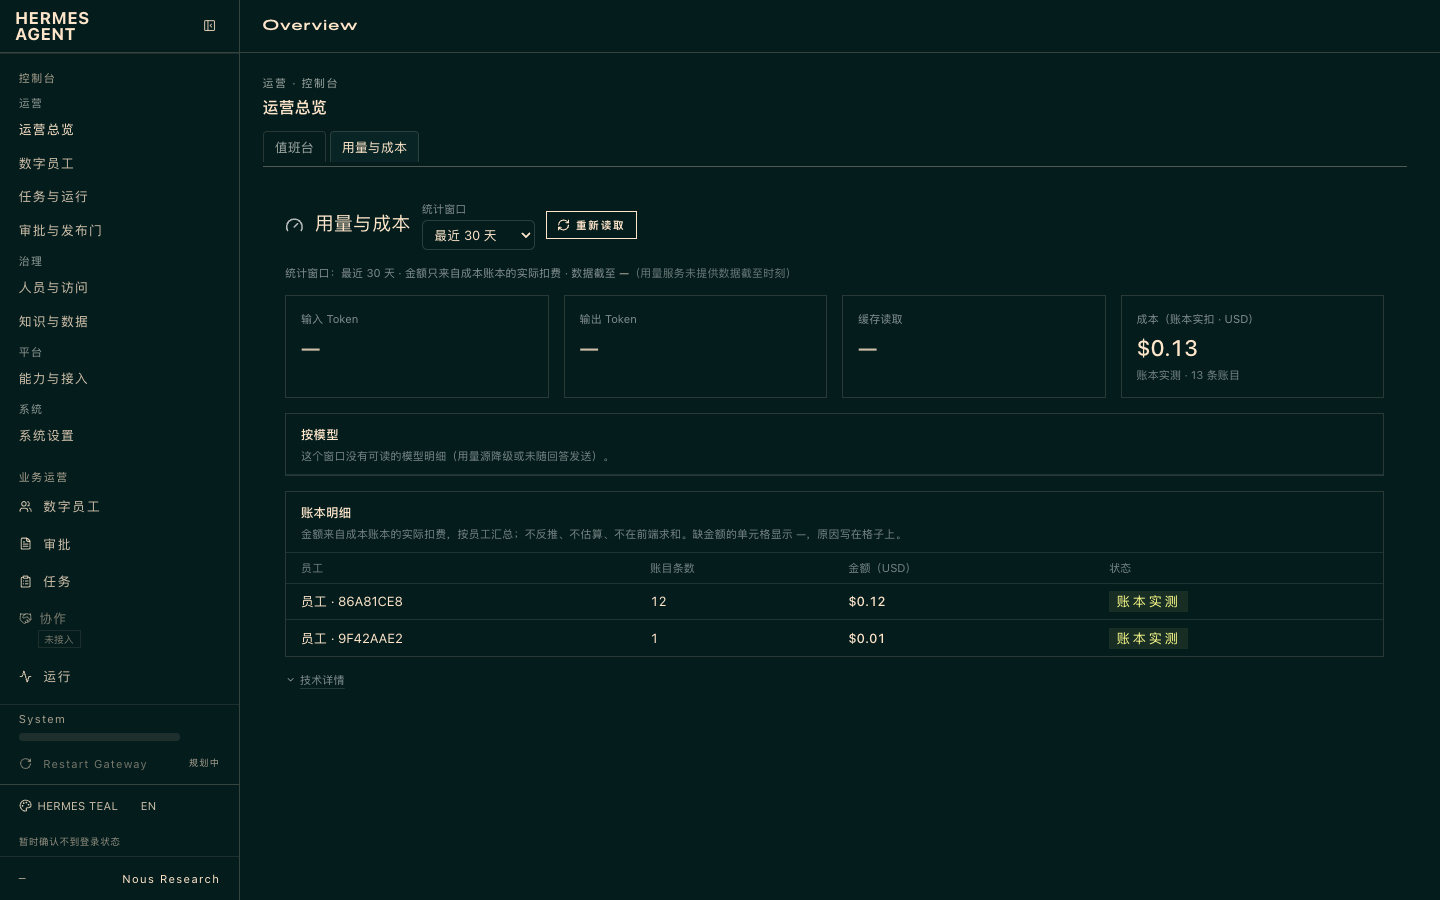 HERMES
AGENT
控制台
运营
运营总览
数字员工
任务与运行
审批与发布门
治理
人员与访问
知识与数据
平台
能力与接入
系统
系统设置
业务运营
数字员工
审批
任务
协作
未接入
运行
System
Restart Gateway 规划中
HERMES TEAL EN
暂时确认不到登录状态
— Nous Research
Overview
运营 · 控制台
运营总览
值班台 用量与成本
用量与成本
统计窗口
最近 30 天
重新读取
统计窗口：最近 30 天 · 金额只来自成本账本的实际扣费 · 数据截至 —（用量服务未提供数据截至时刻）
输入 Token
—
输出 Token
—
缓存读取
—
成本（账本实扣 · USD）
$0.13
账本实测 · 13 条账目
按模型
这个窗口没有可读的模型明细（用量源降级或未随回答发送）。
账本明细
金额来自成本账本的实际扣费，按员工汇总；不反推、不估算、不在前端求和。缺金额的单元格显示 —，原因写在格子上。
员工 账目条数 金额（USD） 状态
员工 · 86A81CE8 12 $0.12 账本实测
员工 · 9F42AAE2 1 $0.01 账本实测
技术详情